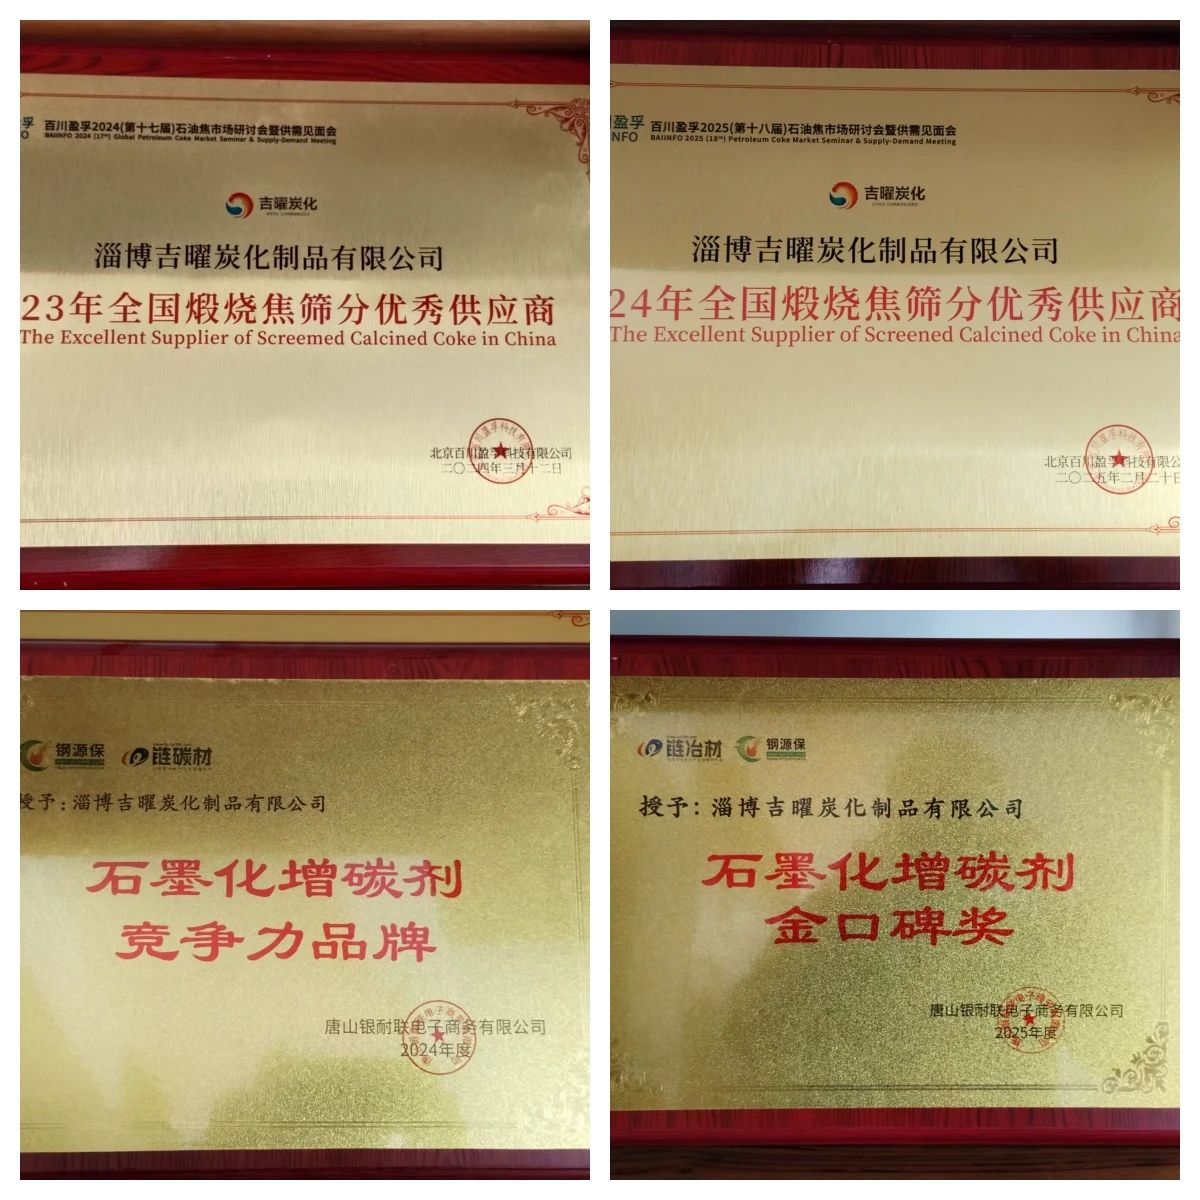 孚
O
百川盈孚2024(第十七届)石油焦市场研讨会暨供需见面会
BAIINFO 2024 (17th) Global Petroleum Coke Market Seminar & Supply-Demand Meeting
吉曜炭化
淄博吉曜炭化制品有限公司
23年全国煅烧焦筛分优秀供应商
The Excellent Supplier of Screemed Calcined Coke in China
北京百川盈孚科技有限公司
二〇二四年三月十二日
盈孚
NFO
百川盈孚2025(第十八届)石油焦市场研讨会暨供需见面会
BAIINFO 2025 (18th) Petroleum Coke Market Seminar & Supply-Demand Meeting
吉曜炭化
淄博吉曜炭化制品有限公司
24年全国煅烧焦筛分优秀供应商
The Excellent Supplier of Screened Calcined Coke in China
北京百川盈孚科技有限公
二〇二五年二月二十日
钢源保 链碳材
授予:淄博吉曜炭化制品有限公司
石墨化增碳剂
竞争力品牌
唐山银耐联电子商务有限公司
2024年度
链冶材 钢源保
授予:淄博吉曜炭化制品有限公司
石墨化增碳剂
金口碑奖
唐山银耐联电子商务有限公司
2025年度